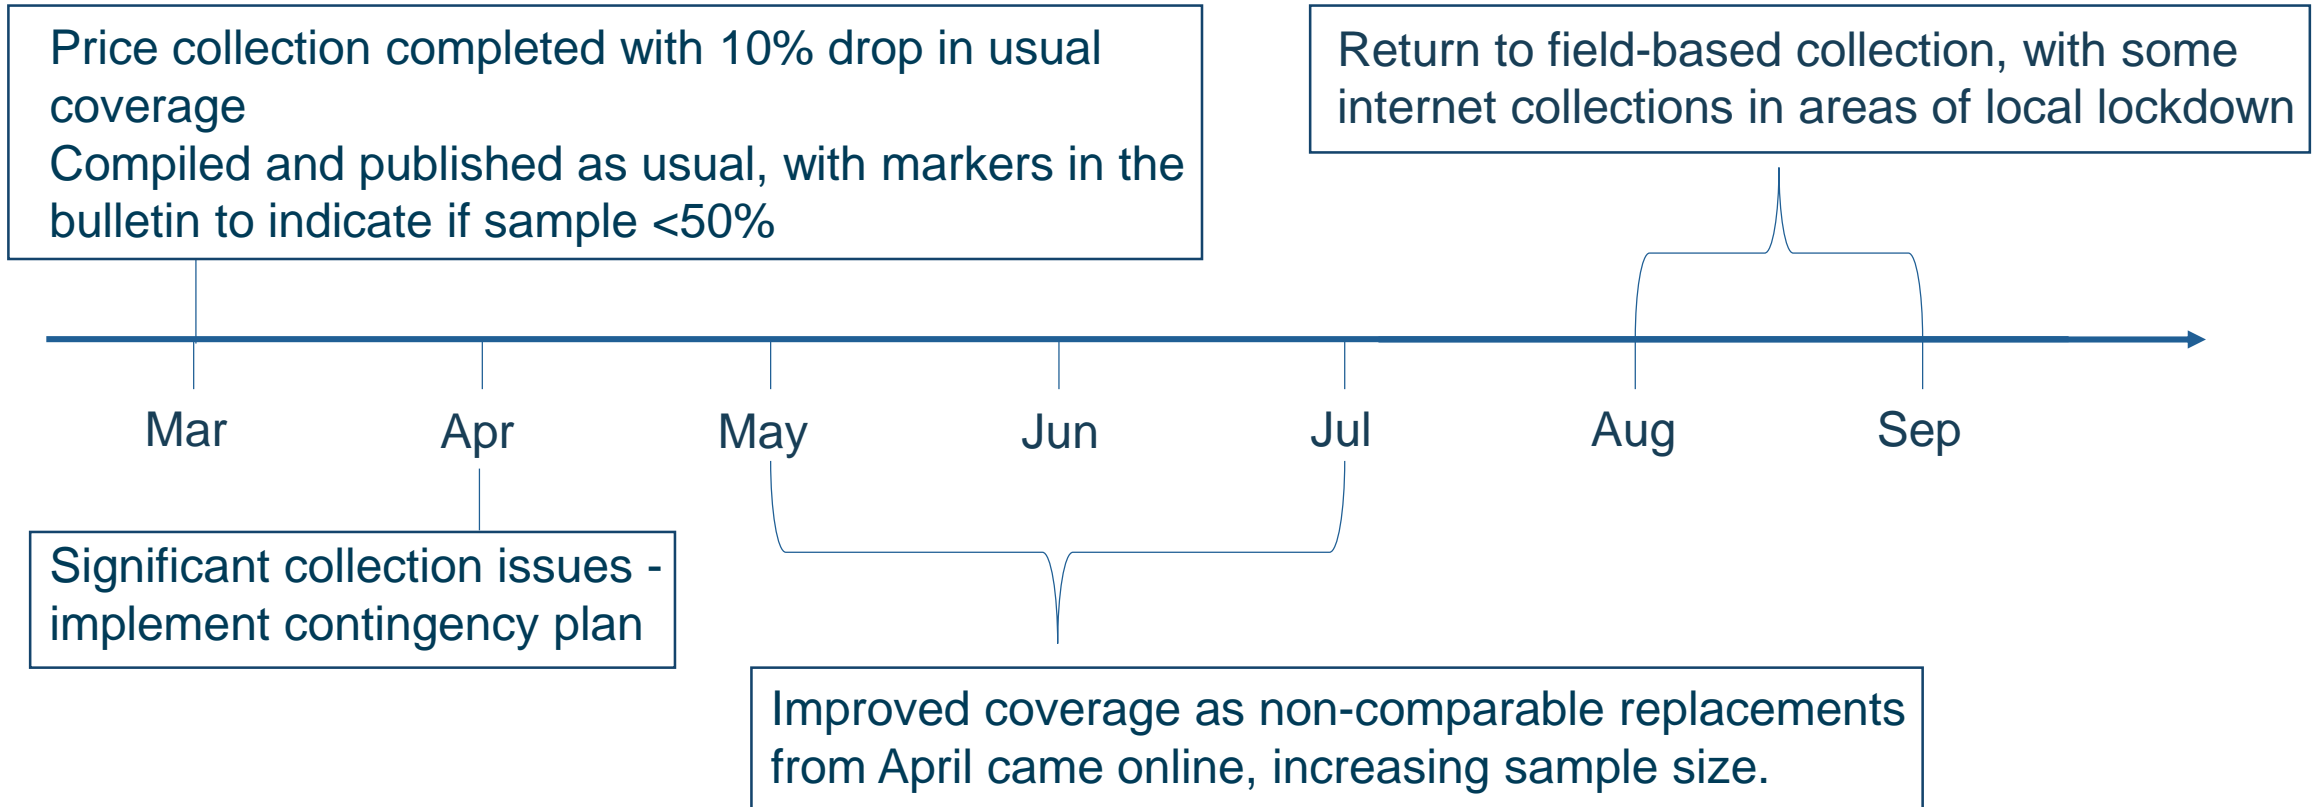 Price collection completed with 10% drop in usual
coverage
Compiled and published as usual, with markers in the
bulletin to indicate if sample <50%
Return to field-based collection, with some
internet collections in areas of local lockdown
Mar
Apr
May
Jun
Jul
Aug
Sep
Significant collection issues -
implement contingency plan
Improved coverage as non-comparable replacements
from April came online, increasing sample size.